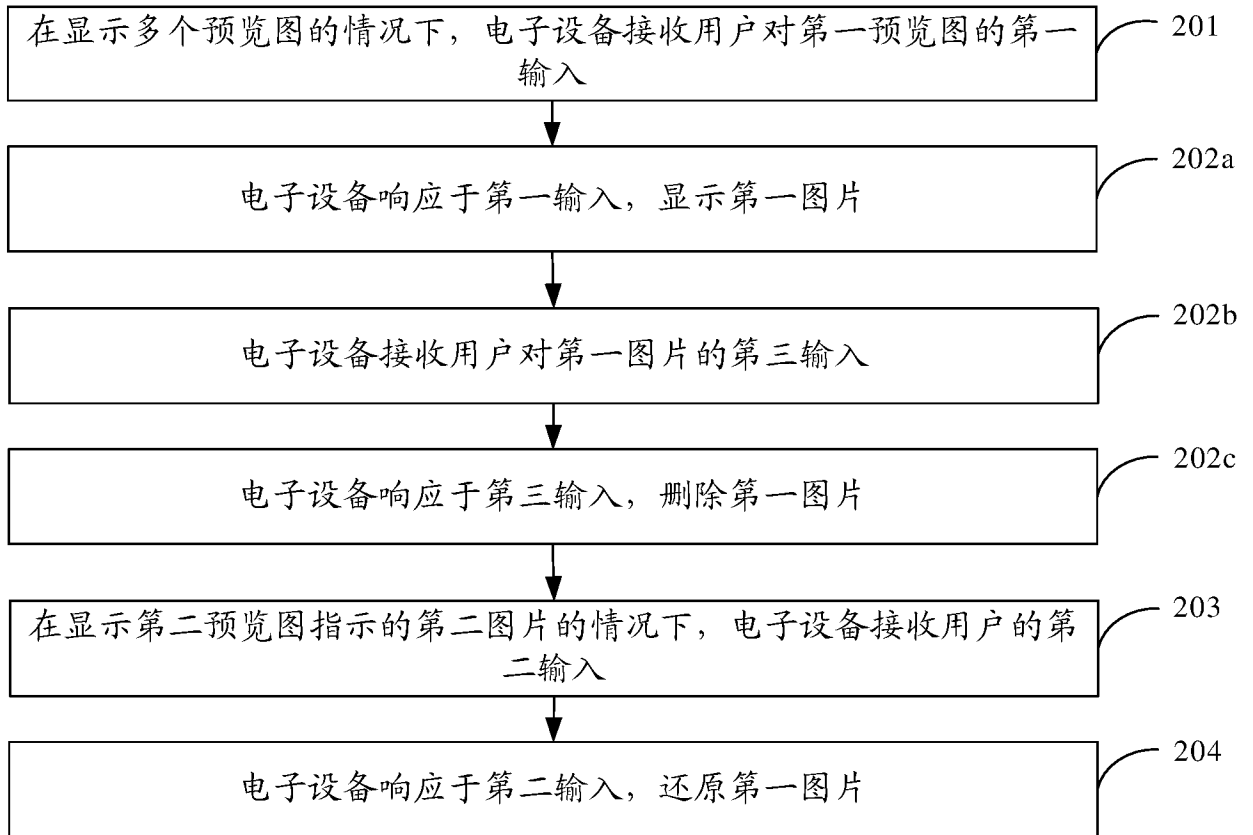 在显示多个预览图的情况下，电子设备接收用户对第一预览图的第一
输入
201
电子设备响应于第一输入，显示第一图片
202a
电子设备接收用户对第一图片的第三输入
202b
电子设备响应于第三输入，删除第一图片
202c
在显示第二预览图指示的第二图片的情况下，电子设备接收用户的第
二输入
203
电子设备响应于第二输入，还原第一图片
204